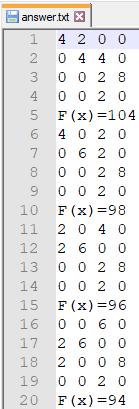 answer.txt
1 4 2 0 0
2 0 4 4 0
3 0 0 2 8
4 0 0 2 0
5 F(x)=104
6 4 0 2 0
7 0 6 2 0
8 0 0 2 8
9 0 0 2 0
10 F(x)=98
11 2 0 4 0
12 2 6 0 0
13 0 0 2 8
14 0 0 2 0
15 F(x)=96
16 0 0 6 0
17 2 6 0 0
18 2 0 0 8
19 0 0 2 0
20 F(x)=94